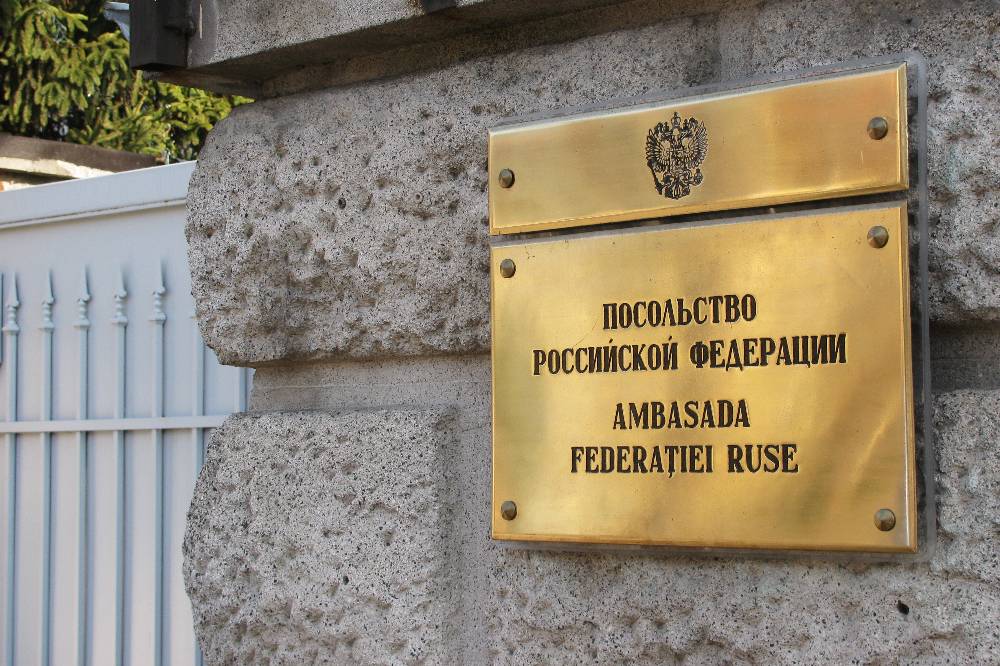 ПОСОЛЬСТВО
РОССИЙСКОЙ ФЕДЕРАЦИИ
AMBASADA
FEDERAȚIEI RUSE